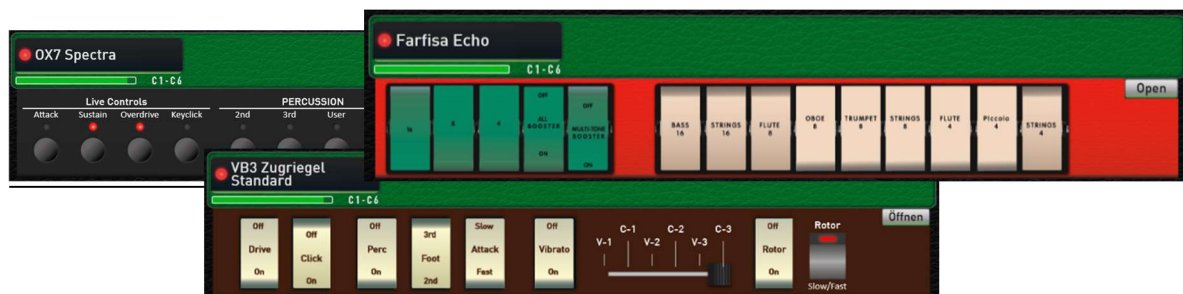 OX7 Spectra
C1-C6
Live Controls PERCUSSION
Attack Sustain Overdrive Keyclick 2nd 3rd User
Farfisa Echo
C1-C6
Open
16 8 4
OFF
ALL
BOOSTER
ON
OFF
MULTI-TONE
BOOSTER
ON
BASS
16
STRINGS
16
FLUTE
8
OBOE
8
TRUMPET
8
STRINGS
8
FLUTE
4
Piccolo
4
STRINGS
4
VB3 Zugriegel
Standard
C1-C6
Öffnen
Off
Drive
On
Off
Click
On
Off
Perc
On
3rd
Foot
2nd
Slow
Attack
Fast
Off
Vibrato
On
C-1 C-2 C-3
V-1 V-2 V-3
Off
Rotor
On
Rotor
Slow/Fast